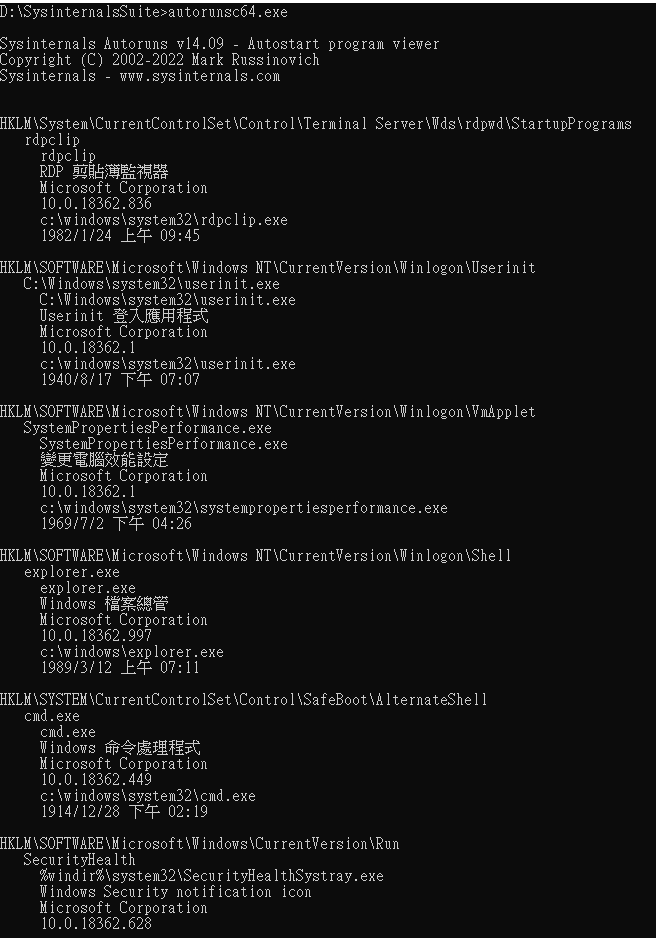 D:\SysinternalsSuite>autorunsc64.exe
Sysinternals Autoruns v14.09 - Autostart program viewer
Copyright (C) 2002-2022 Mark Russinovich
Sysinternals - www.sysinternals.com
HKLM\System\CurrentControlSet\Control\Terminal Server\Wds\rdpwd\StartupPrograms
rdpclip
rdpclip
RDP 剪貼簿監視器
Microsoft Corporation
10.0.18362.836
c:\windows\system32\rdpclip.exe
1982/1/24 上午 09:45
HKLM\SOFTWARE\Microsoft\Windows NT\CurrentVersion\Winlogon\Userinit
C:\Windows\system32\userinit.exe
C:\Windows\system32\userinit.exe
Userinit 登入應用程式
Microsoft Corporation
10.0.18362.1
c:\windows\system32\userinit.exe
1940/8/17 下午 07:07
HKLM\SOFTWARE\Microsoft\Windows NT\CurrentVersion\Winlogon\VmApplet
SystemPropertiesPerformance.exe
SystemPropertiesPerformance.exe
變更電腦效能設定
Microsoft Corporation
10.0.18362.1
c:\windows\system32\systempropertiesperformance.exe
1969/7/2 下午 04:26
HKLM\SOFTWARE\Microsoft\Windows NT\CurrentVersion\Winlogon\Shell
explorer.exe
explorer.exe
Windows 檔案總管
Microsoft Corporation
10.0.18362.997
c:\windows\explorer.exe
1989/3/12 上午 07:11
HKLM\SYSTEM\CurrentControlSet\Control\SafeBoot\AlternateShell
cmd.exe
cmd.exe
Windows 命令處理程式
Microsoft Corporation
10.0.18362.449
c:\windows\system32\cmd.exe
1914/12/28 下午 02:19
HKLM\SOFTWARE\Microsoft\Windows\CurrentVersion\Run
SecurityHealth
%windir%\system32\SecurityHealthSystray.exe
Windows Security notification icon
Microsoft Corporation
10.0.18362.628